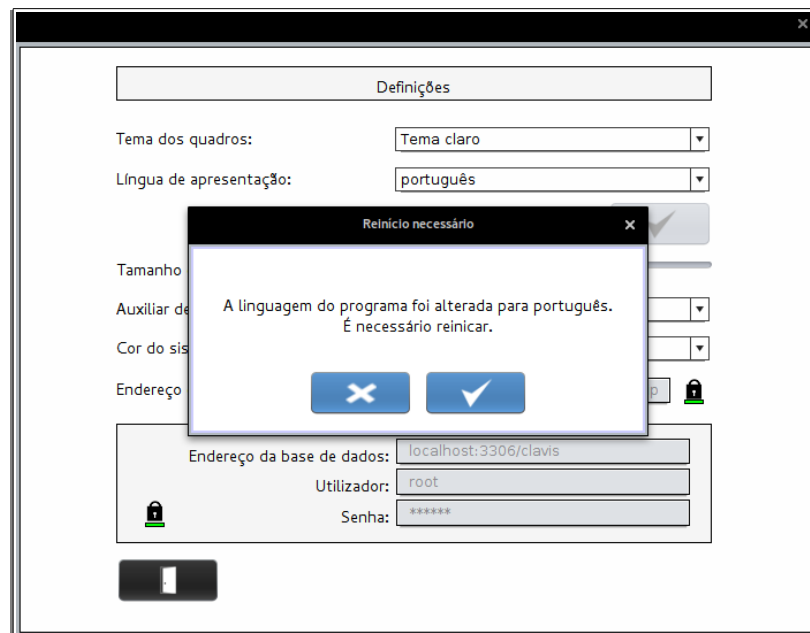 Definições
Tema dos quadros:
Tema claro
Língua de apresentação:
português
Reinício necessário
A linguagem do programa foi alterada para português.
É necessário reinicar.
Tamanho
Auxiliar de
Cor do sis
Endereço
p
Endereço da base de dados:
localhost:3306/clavis
Utilizador:
root
Senha:
******